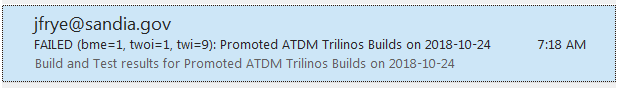 jfrye@sandia.gov
FAILED (bme=1, twoi=1, twi=9): Promoted ATDM Trilinos Builds on 2018-10-24 7:18 AM
Build and Test results for Promoted ATDM Trilinos Builds on 2018-10-24